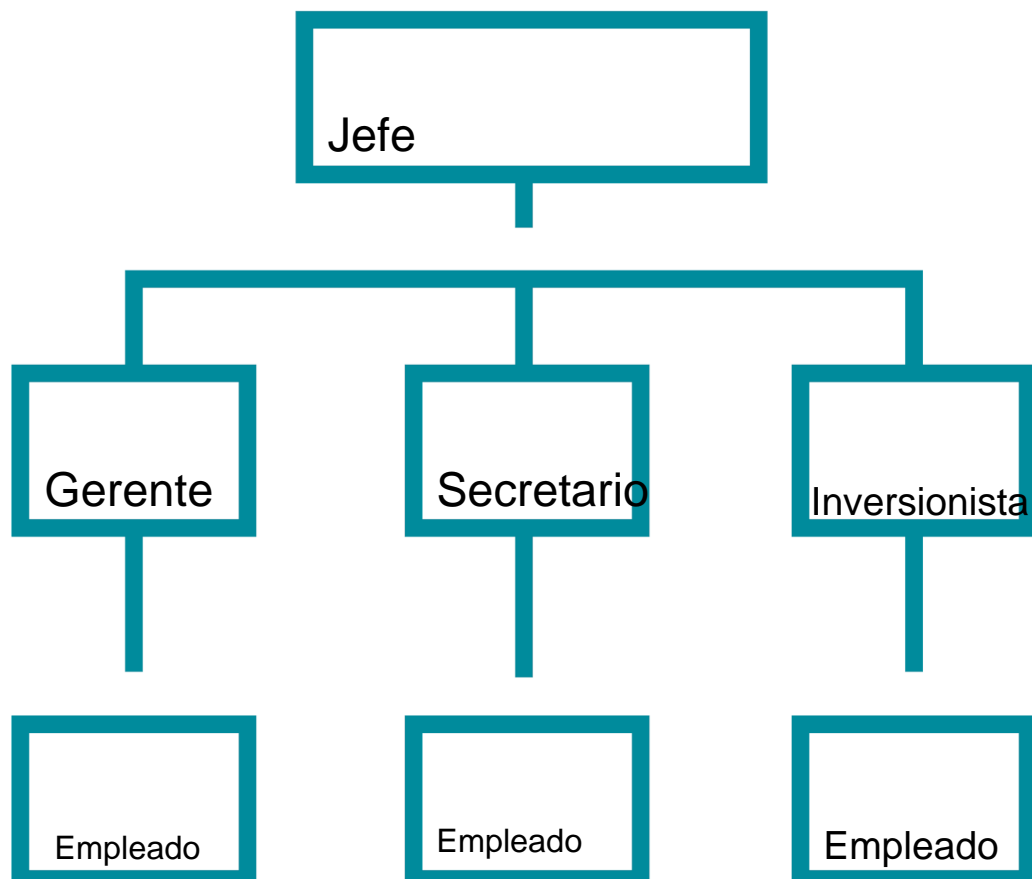 Jefe
Gerente
Secretario
Inversionista
Empleado
Empleado
Empleado